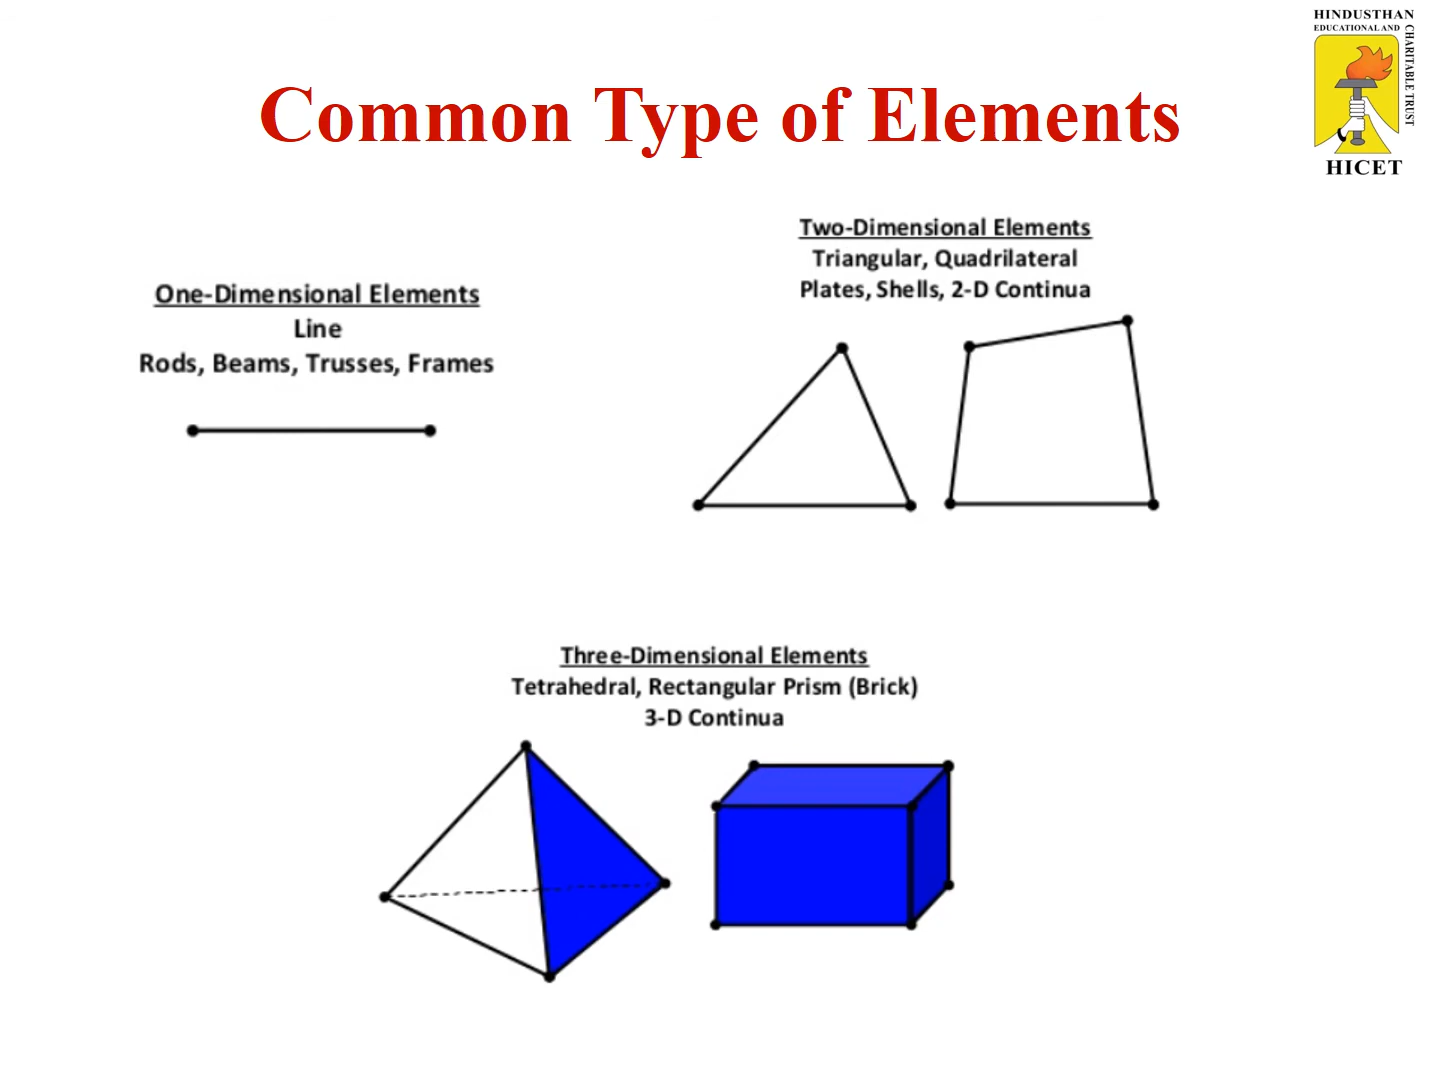 HINDUSTHAN
EDUCATIONAL AND
CHARITABLE TRUST
HICET
Common Type of Elements
One-Dimensional Elements
Line
Rods, Beams, Trusses, Frames
Two-Dimensional Elements
Triangular, Quadrilateral
Plates, Shells, 2-D Continua
Three-Dimensional Elements
Tetrahedral, Rectangular Prism (Brick)
3-D Continua